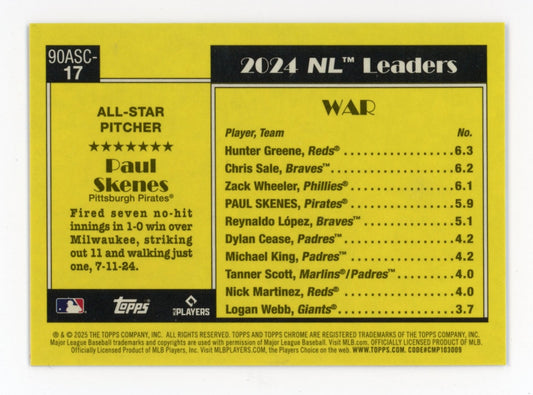 90ASC-
17
ALL-STAR
PITCHER
★★★★★★★
Paul
Skenes
Pittsburgh Pirates®
Fired seven no-hit
innings in 1-0 win over
Milwaukee, striking
out 11 and walking just
one, 7-11-24.
Topps
MLB PLAYERS
2024 NL™ Leaders
WAR
Player, Team No.
Hunter Greene, Reds® 6.3
Chris Sale, Braves™ 6.2
Zack Wheeler, Phillies® 6.1
PAUL SKENES, Pirates® 5.9
Reynaldo López, Braves™ 5.1
Dylan Cease, Padres™ 4.2
Michael King, Padres™ 4.2
Tanner Scott, Marlins®/Padres™ 4.0
Nick Martinez, Reds® 4.0
Logan Webb, Giants® 3.7
® & © 2025 THE TOPPS COMPANY, INC. ALL RIGHTS RESERVED. TOPPS AND TOPPS CHROME ARE REGISTERED TRADEMARKS OF THE TOPPS COMPANY, INC.
Major League Baseball trademarks and copyrights are used with permission of Major League Baseball. Visit MLB.com. OFFICIALLY LICENSED PRODUCT OF MLB.
Officially Licensed Product of MLB Players, Inc. Visit MLBPLAYERS.com, the Players Choice on the web. WWW.TOPPS.COM. CODE#CMP103009